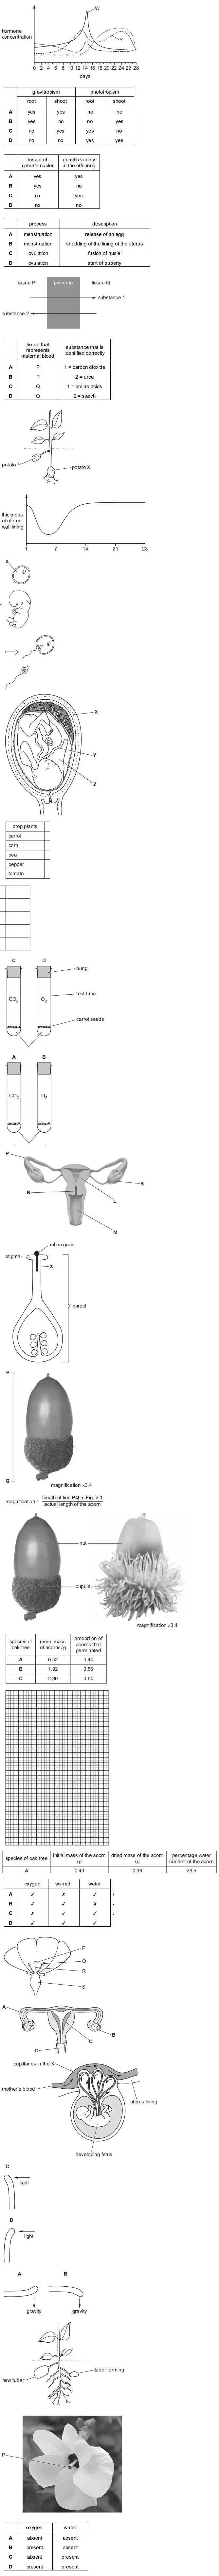 W
Y
hormone
concentration
0 2 4 6 8 10 12 14 16 18 20 22 24 26 28
days
gravitropism phototropism
root shoot root shoot
A yes yes no no
B yes no no yes
C no yes yes no
D no no yes yes
fusion of gamete nuclei genetic variety in the offspring
A yes yes
B yes no
C no yes
D no no
process description
A menstruation release of an egg
B menstruation shedding of the lining of the uterus
C ovulation fusion of nuclei
D ovulation start of puberty
tissue P placenta tissue Q
substance 1
substance 2
tissue that represents maternal blood substance that is identified correctly
A P 1 = carbon dioxide
B P 2 = urea
C Q 1 = amino acids
D Q 2 = starch
potato Y
potato X
thickness
of uterus
wall lining
1 7 14 21 28
X
X
Y
Z
crop plants
carrot
corn
pea
pepper
tomato
C D
bung
CO2 O2
test-tube
carrot seeds
A B
CO2 O2
P
K
N
L
M
pollen grain
stigma
X
carpel
P
Q
magnification ×3.4
magnification = length of line PQ in Fig. 2.1
actual length of the acorn
nut
cupule
magnification ×3.4
species of oak tree mean mass of acorns / g proportion of acorns that germinated
A 0.52 0.44
B 1.92 0.56
C 2.30 0.64
species of oak tree initial mass of the acorn / g dried mass of the acorn / g percentage water content of the acorn
A 0.49 0.36 26.5
oxygen warmth water
A ✓ ✗ ✓
B ✓ ✓ ✗
C ✗ ✓ ✓
D ✓ ✓ ✓
P
Q
R
S
A
B
C
D
capillaries in the X
mother's blood
uterus lining
developing fetus
C
light
D
light
A B
gravity gravity
new tuber
tuber forming
P
oxygen water
A absent absent
B present absent
C absent present
D present present